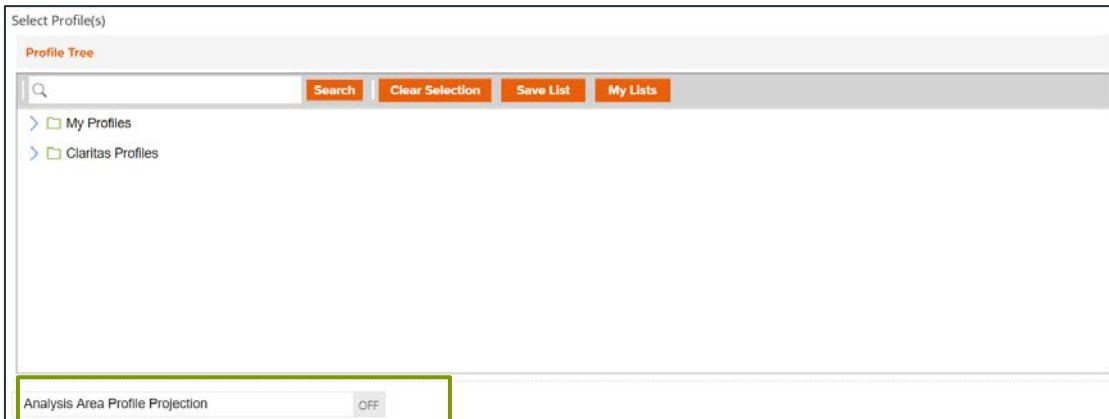 Select Profile(s)
Profile Tree
Search Clear Selection Save List My Lists
My Profiles
Claritas Profiles
Analysis Area Profile Projection OFF